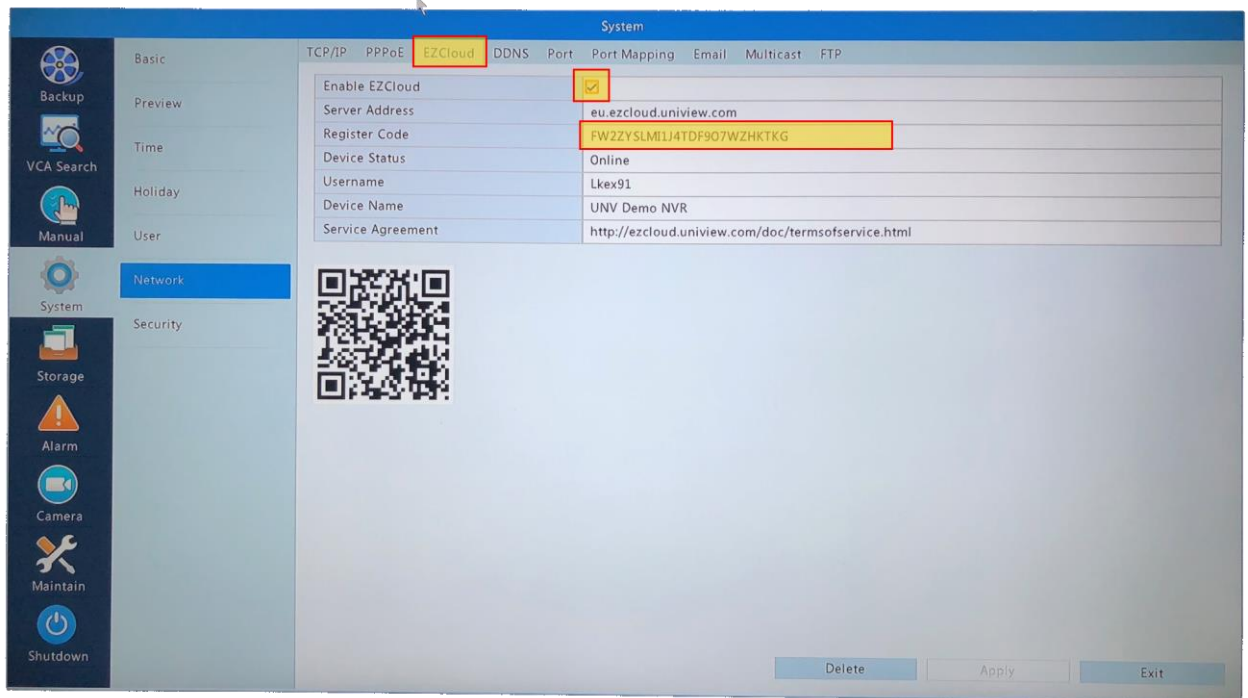 System
TCP/IP PPPoE EZCloud DDNS Port Port Mapping Email Multicast FTP
Backup
VCA Search
Manual
System
Storage
Alarm
Camera
Maintain
Shutdown
Basic
Preview
Time
Holiday
User
Network
Security
Enable EZCloud
Server Address eu.ezcloud.uniview.com
Register Code FW2ZYSLMI1J4TDF9O7WZHKTKG
Device Status Online
Username Lkex91
Device Name UNV Demo NVR
Service Agreement http://ezcloud.uniview.com/doc/termsofservice.html
Delete Apply Exit